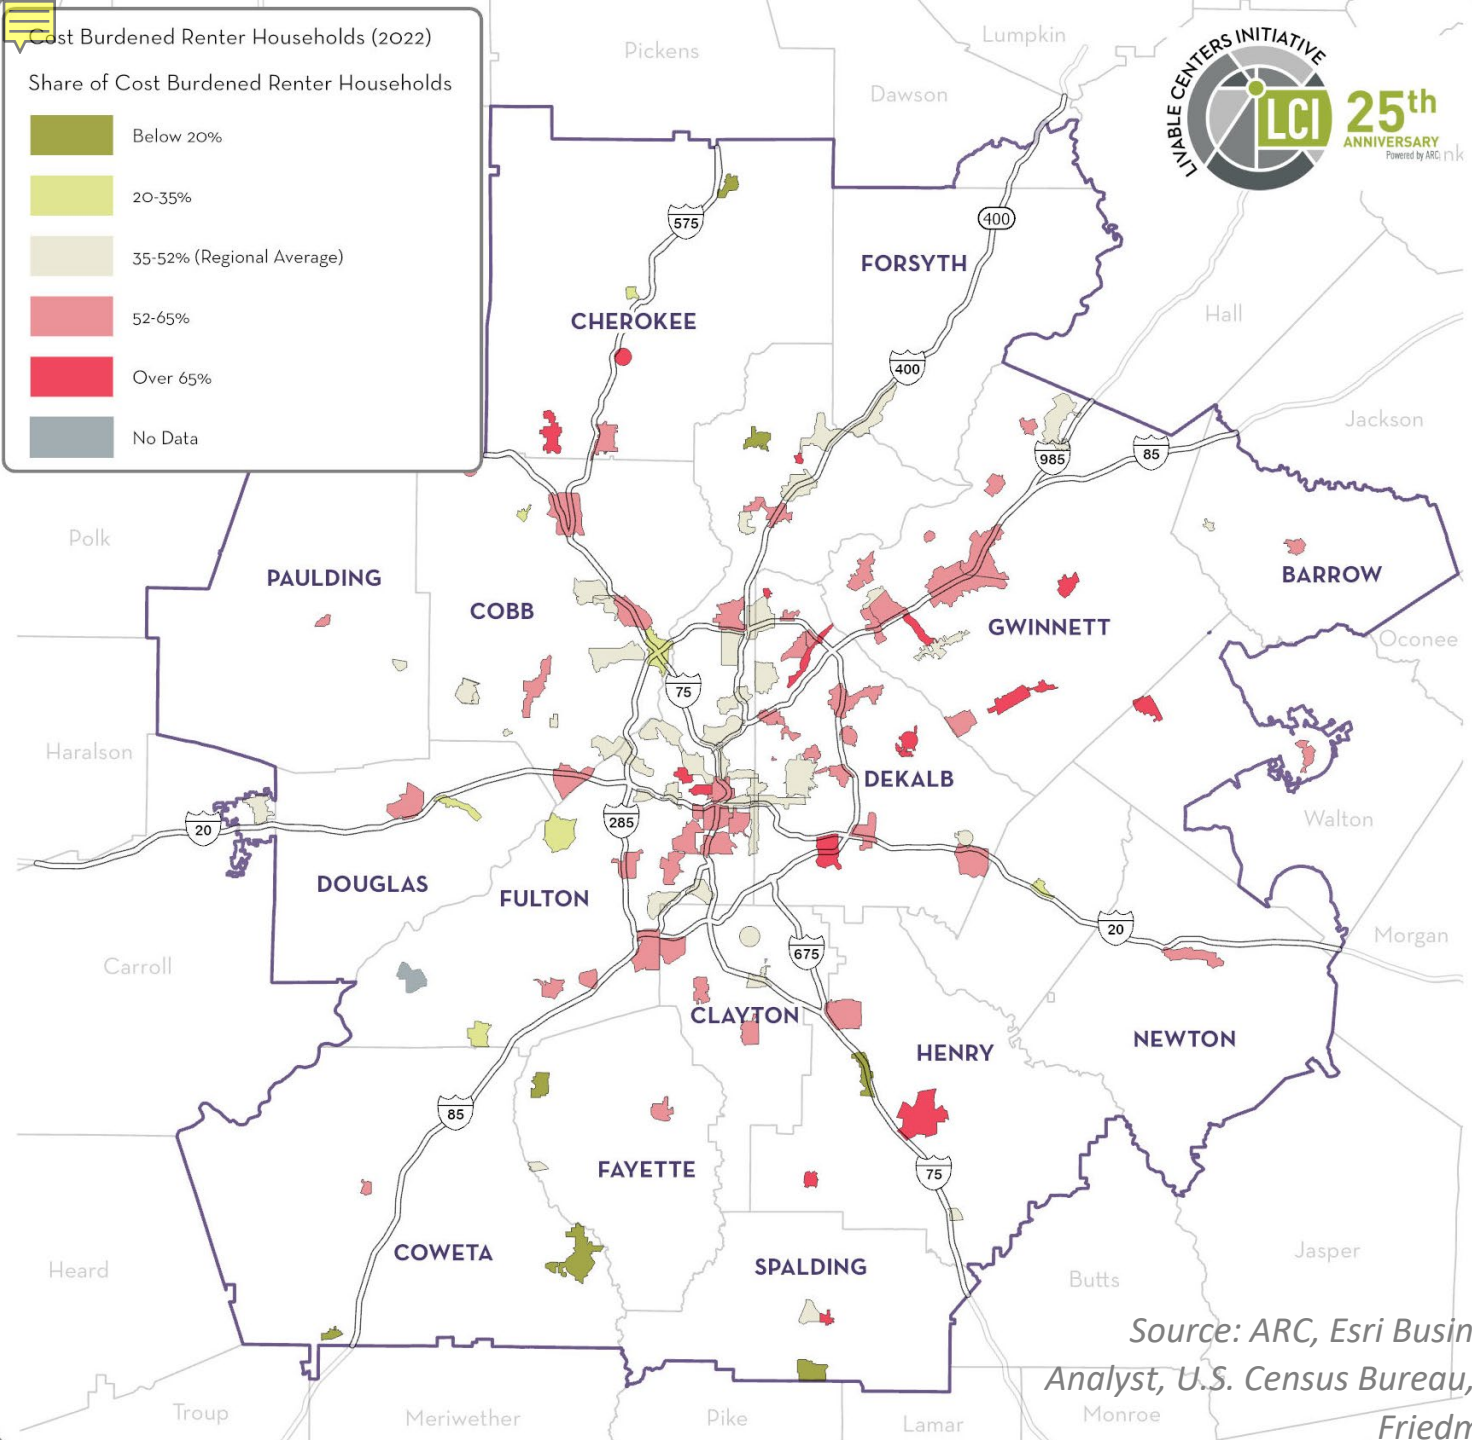 Cost Burdened Renter Households (2022)
Share of Cost Burdened Renter Households
Below 20%
20-35%
35-52% (Regional Average)
52-65%
Over 65%
No Data
LIVABLE CENTERS INITIATIVE
LCI
25th
ANNIVERSARY
Powered by ARC
Pickens
Lumpkin
Dawson
575
400
FORSYTH
CHEROKEE
Hall
400
Jackson
985
85
Polk
PAULDING
COBB
BARROW
GWINNETT
Oconee
75
Haralson
DEKALB
20
285
Walton
DOUGLAS
FULTON
20
Morgan
Carroll
675
CLAYTON
HENRY
NEWTON
85
FAYETTE
75
COWETA
SPALDING
Jasper
Heard
Butts
Source: ARC, Esri Busin
Analyst, U.S. Census Bureau,
Friedm
Troup
Meriwether
Pike
Lamar
Monroe